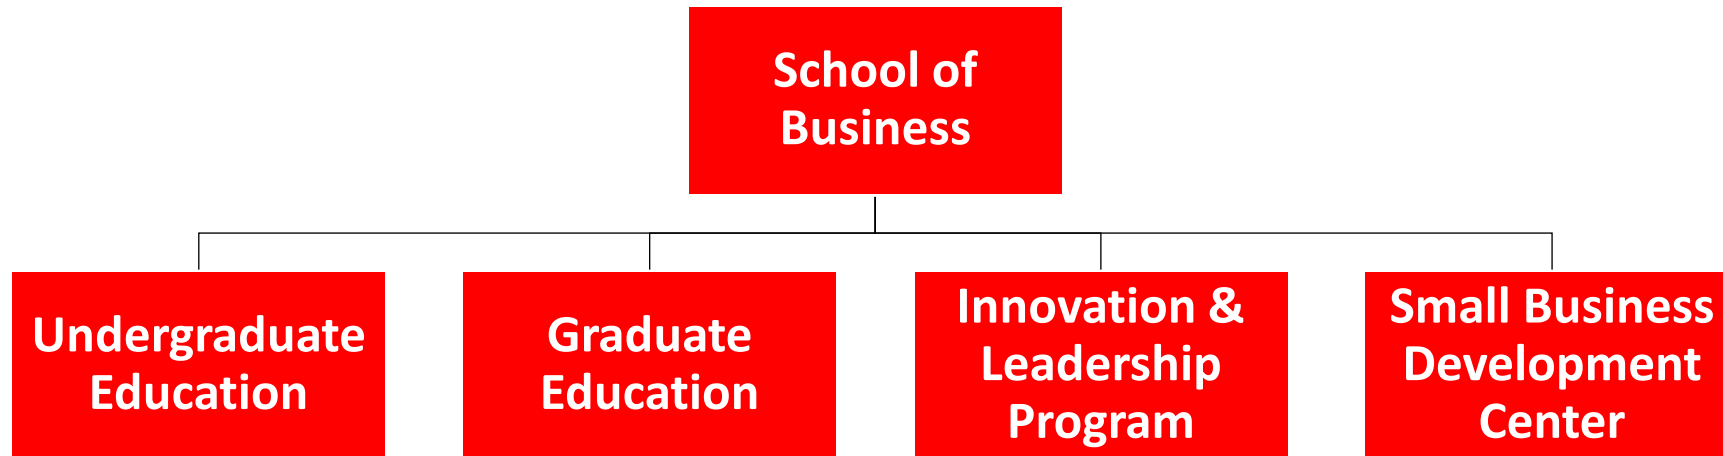 School of
Business
Undergraduate
Education
Graduate
Education
Innovation &
Leadership
Program
Small Business
Development
Center